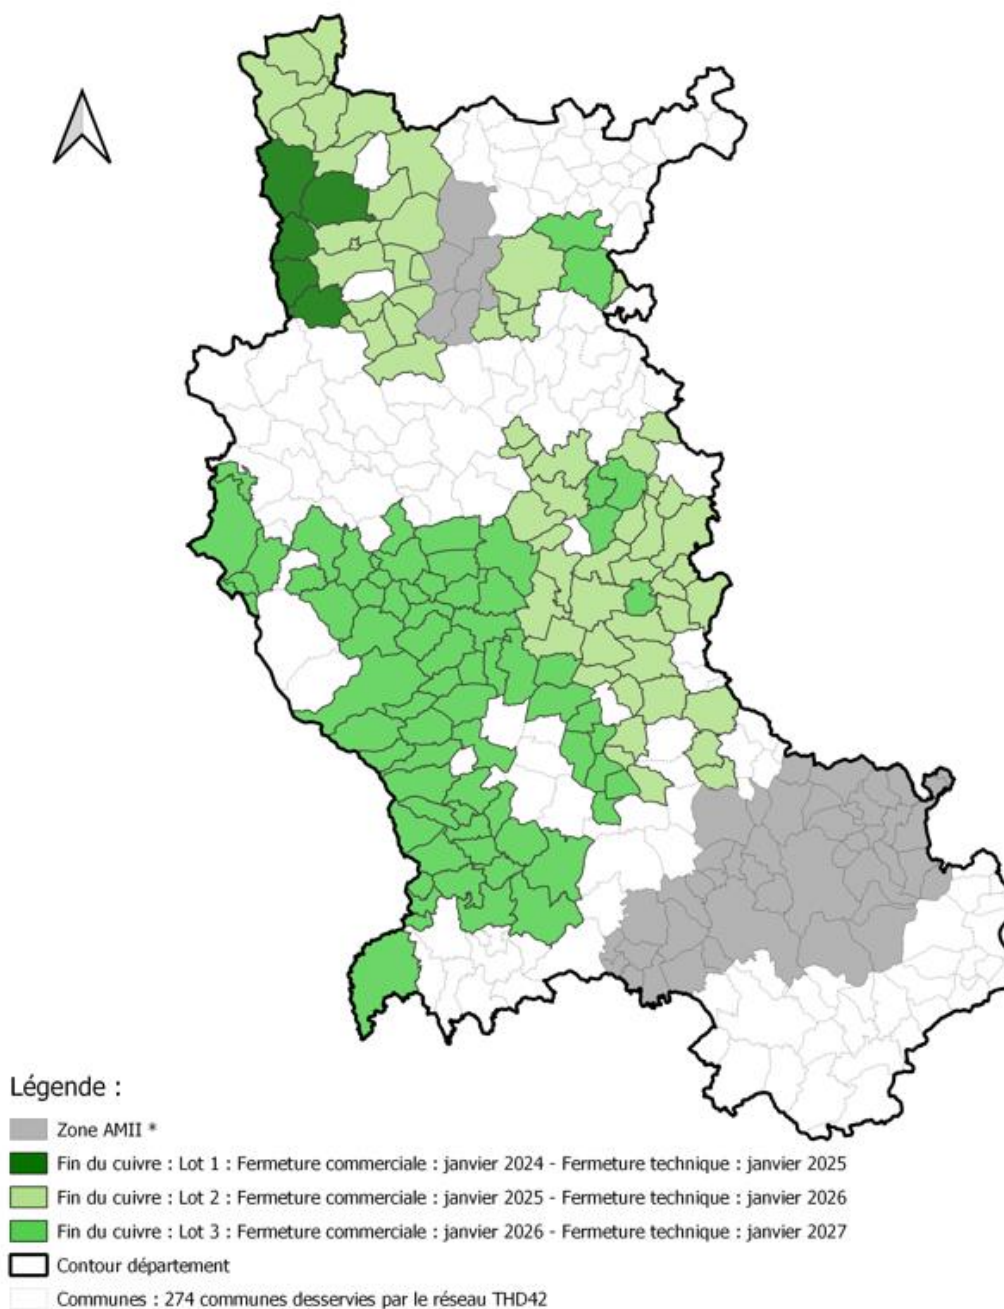 Légende :
Zone AMII *
Fin du cuivre : Lot 1 : Fermeture commerciale : janvier 2024 - Fermeture technique : janvier 2025
Fin du cuivre : Lot 2 : Fermeture commerciale : janvier 2025 - Fermeture technique : janvier 2026
Fin du cuivre : Lot 3 : Fermeture commerciale : janvier 2026 - Fermeture technique : janvier 2027
Contour département
Communes : 274 communes desservies par le réseau THD42